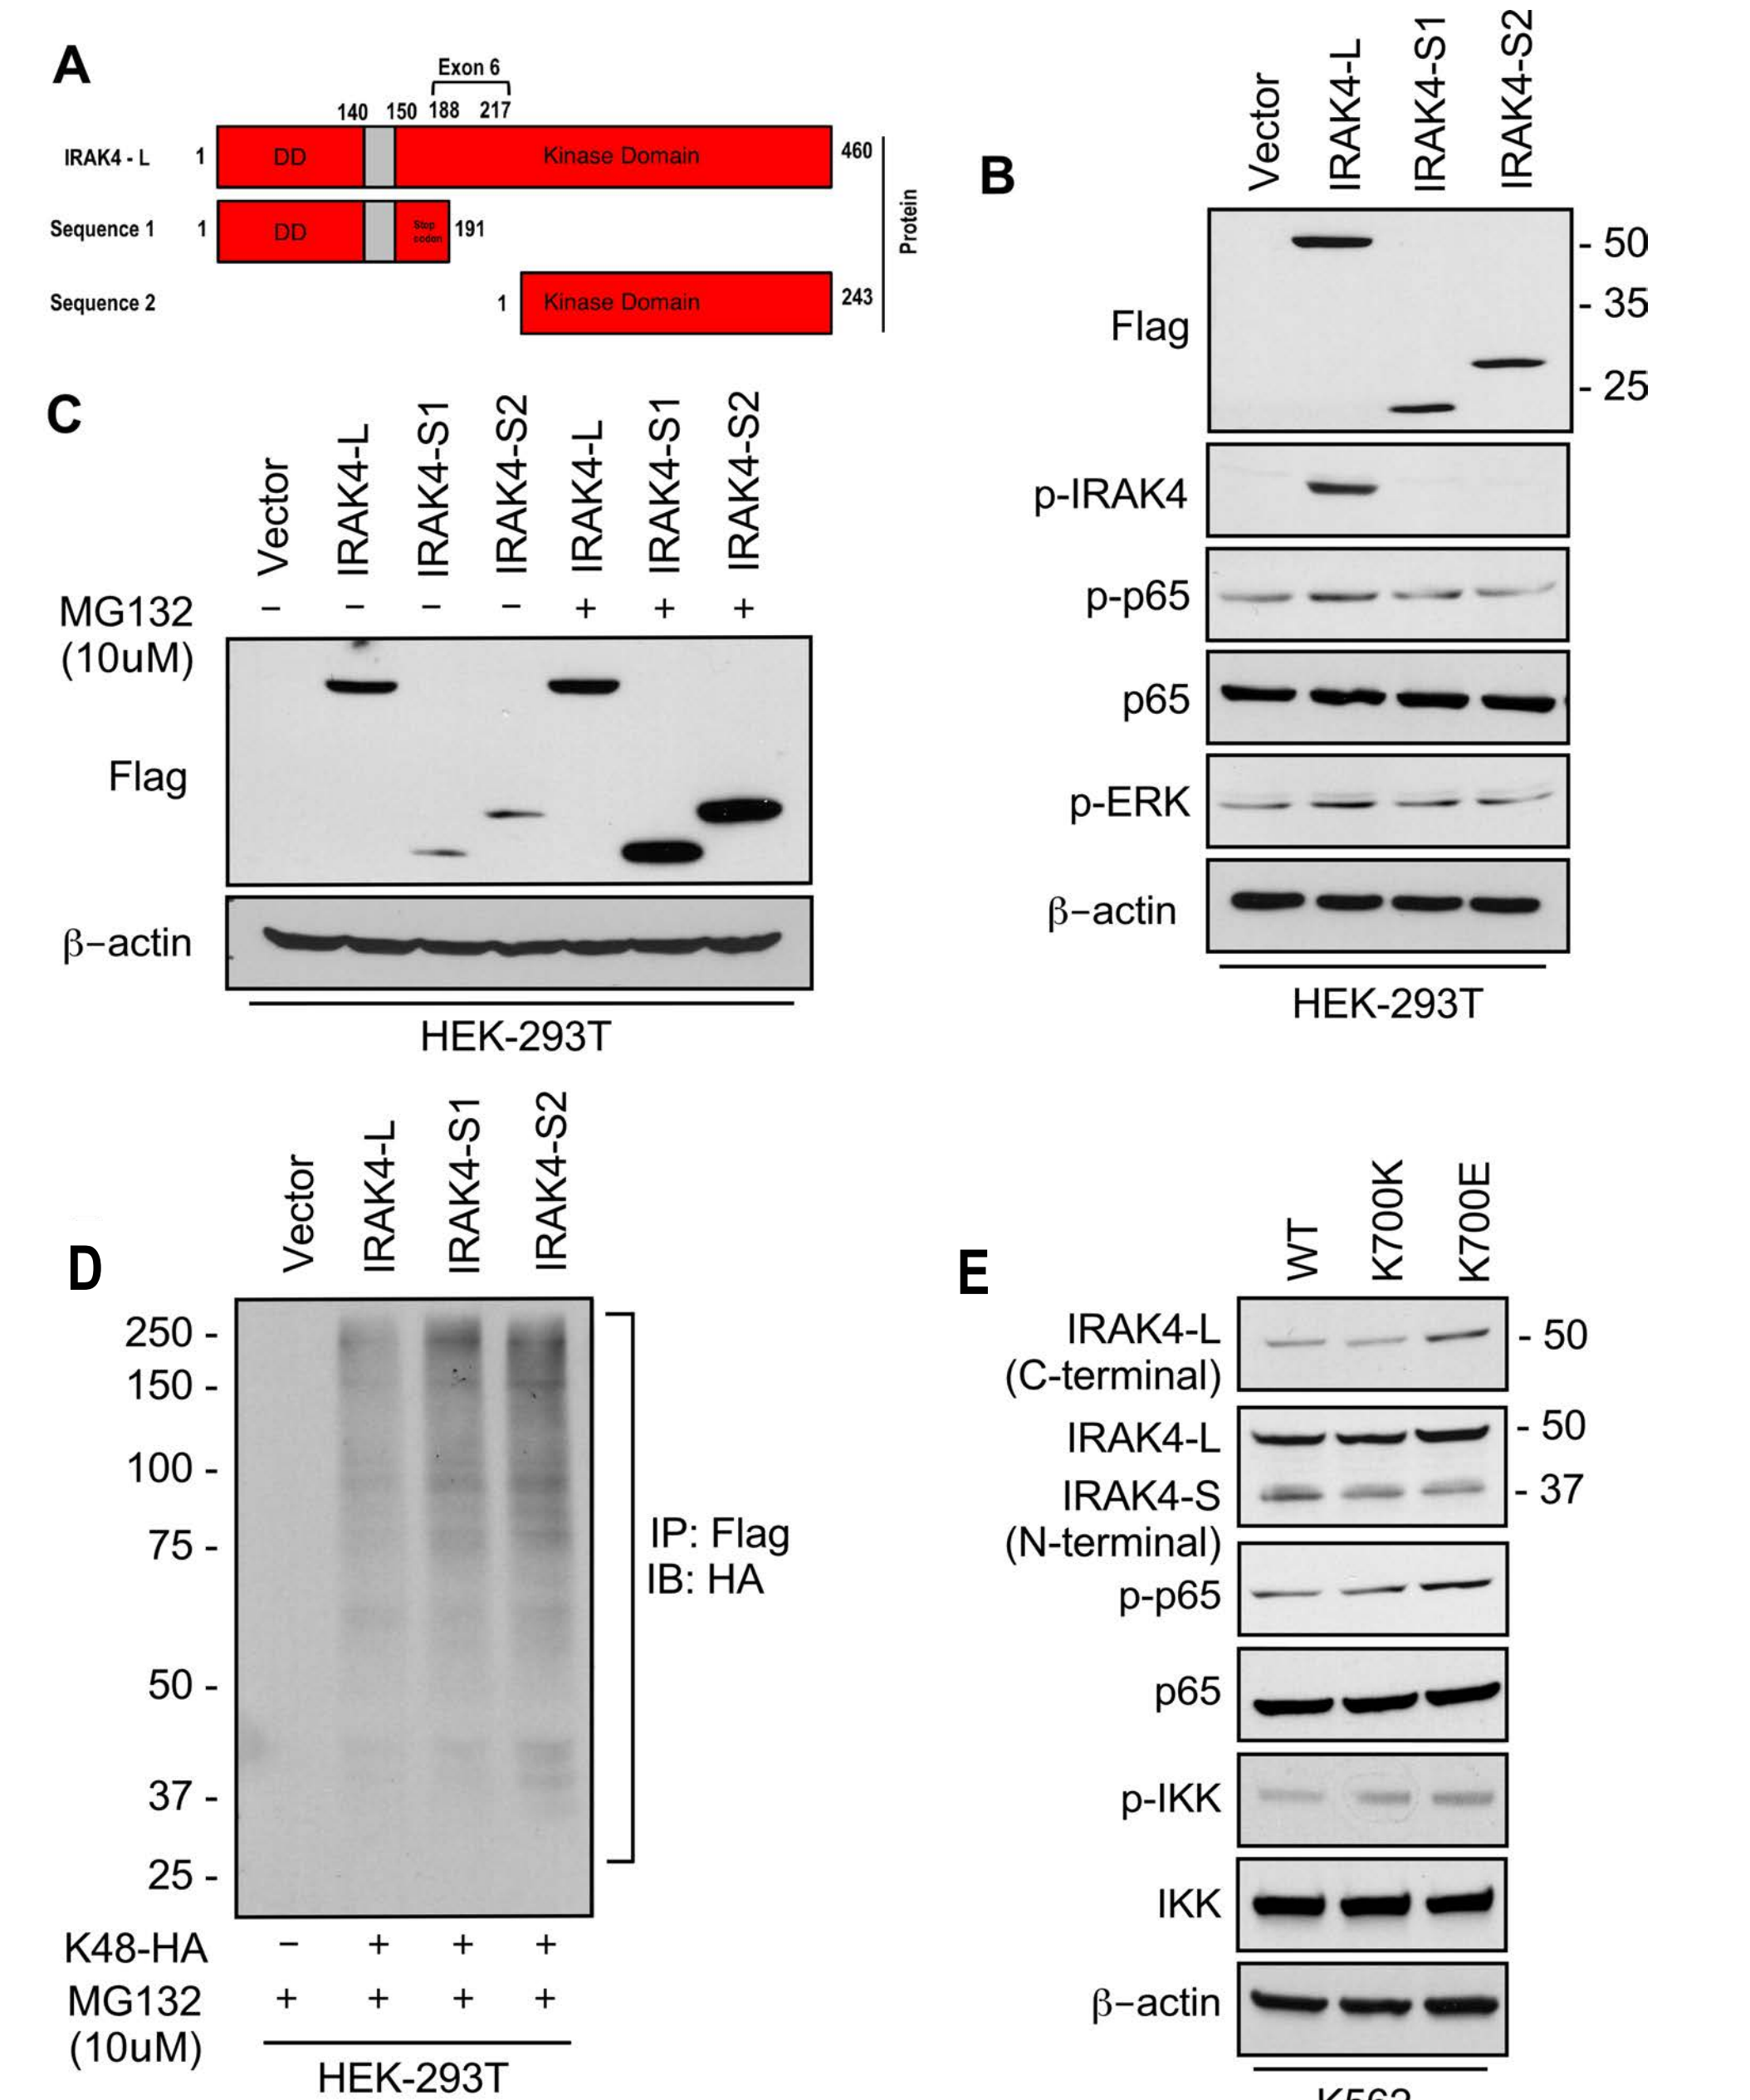 A
Exon 6
140 150 188 217
IRAK4 - L 1 DD Kinase Domain 460
Sequence 1 1 DD Stop codon 191
Sequence 2 1 Kinase Domain 243
Protein
B
Vector
IRAK4-L
IRAK4-S1
IRAK4-S2
Flag
- 50
- 35
- 25
p-IRAK4
p-p65
p65
p-ERK
β-actin
HEK-293T
C
Vector
IRAK4-L
IRAK4-S1
IRAK4-S2
IRAK4-L
IRAK4-S1
IRAK4-S2
MG132 - - - - + + +
(10uM)
Flag
β-actin
HEK-293T
D
Vector
IRAK4-L
IRAK4-S1
IRAK4-S2
250 -
150 -
100 -
75 -
50 -
37 -
25 -
IP: Flag
IB: HA
K48-HA - + + +
MG132 + + + +
(10uM)
HEK-293T
E
WT
K700K
K700E
IRAK4-L - 50
(C-terminal)
IRAK4-L - 50
IRAK4-S - 37
(N-terminal)
p-p65
p65
p-IKK
IKK
β-actin
K562